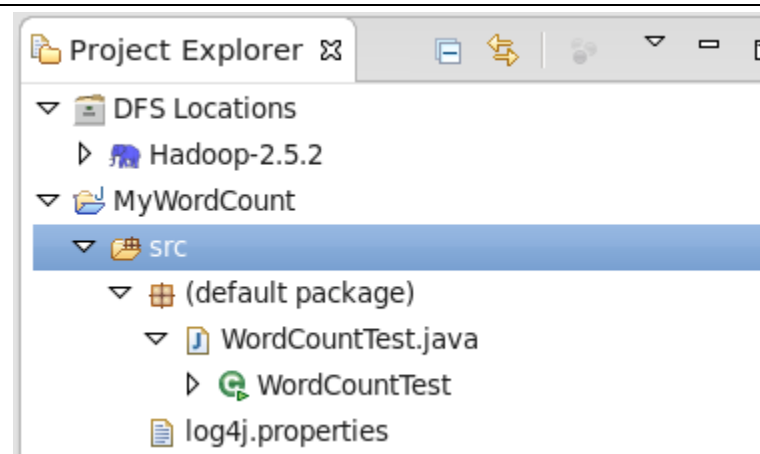 Project Explorer
DFS Locations
Hadoop-2.5.2
MyWordCount
src
(default package)
WordCountTest.java
WordCountTest
log4j.properties